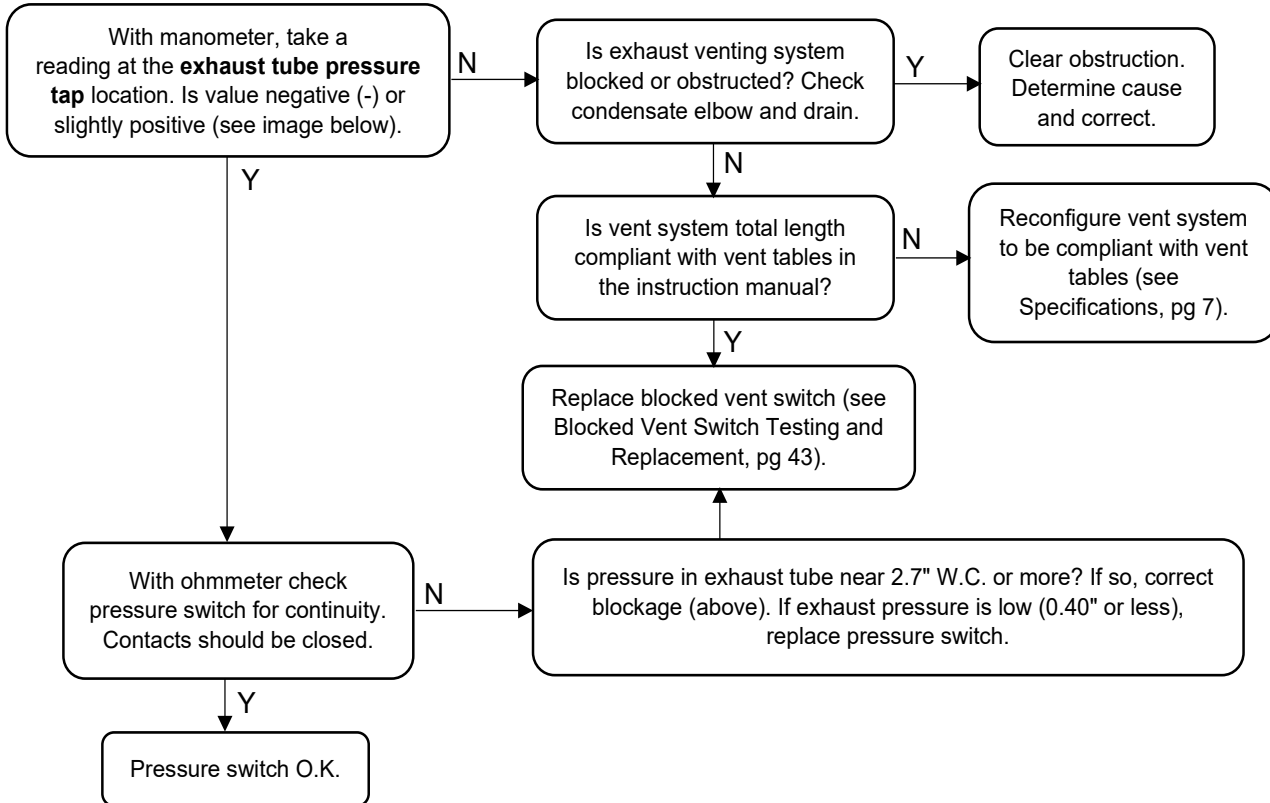 With manometer, take a
reading at the exhaust tube pressure
tap location. Is value negative (-) or
slightly positive (see image below).
N
Is exhaust venting system
blocked or obstructed? Check
condensate elbow and drain.
Y
Clear obstruction.
Determine cause
and correct.
Y
N
Is vent system total length
compliant with vent tables in
the instruction manual?
N
Reconfigure vent system
to be compliant with vent
tables (see
Specifications, pg 7).
Y
Replace blocked vent switch (see
Blocked Vent Switch Testing and
Replacement, pg 43).
With ohmmeter check
pressure switch for continuity.
Contacts should be closed.
N
Is pressure in exhaust tube near 2.7" W.C. or more? If so, correct
blockage (above). If exhaust pressure is low (0.40" or less),
replace pressure switch.
Y
Pressure switch O.K.